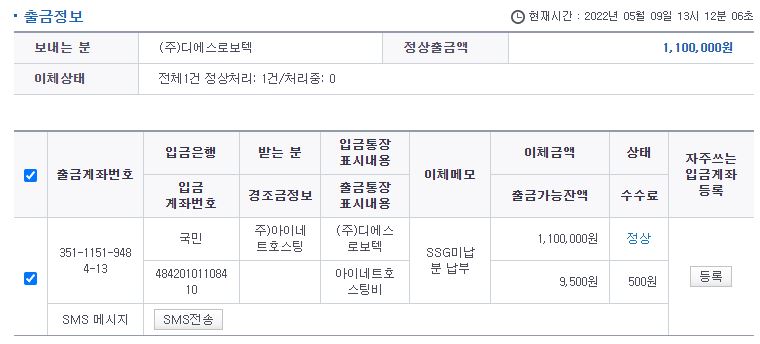 출금정보
현재시간 : 2022년 05월 09일 13시 12분 06초
보내는 분 (주)디에스로보텍 정상출금액 1,100,000원
이체상태 전체1건 정상처리: 1건/처리중: 0
출금계좌번호
입금은행
입금
계좌번호
받는 분
경조금정보
입금통장
표시내용
출금통장
표시내용
이체메모
이체금액
출금가능잔액
상태
수수료
자주쓰는
입금계좌
등록
351-1151-948
4-13
국민
484201011084
10
주)아이네
트호스팅
(주)디에스
로보텍
아이네트호
스팅비
SSG미납
분 납부
1,100,000원
9,500원
정상
500원
등록
SMS 메시지 SMS전송